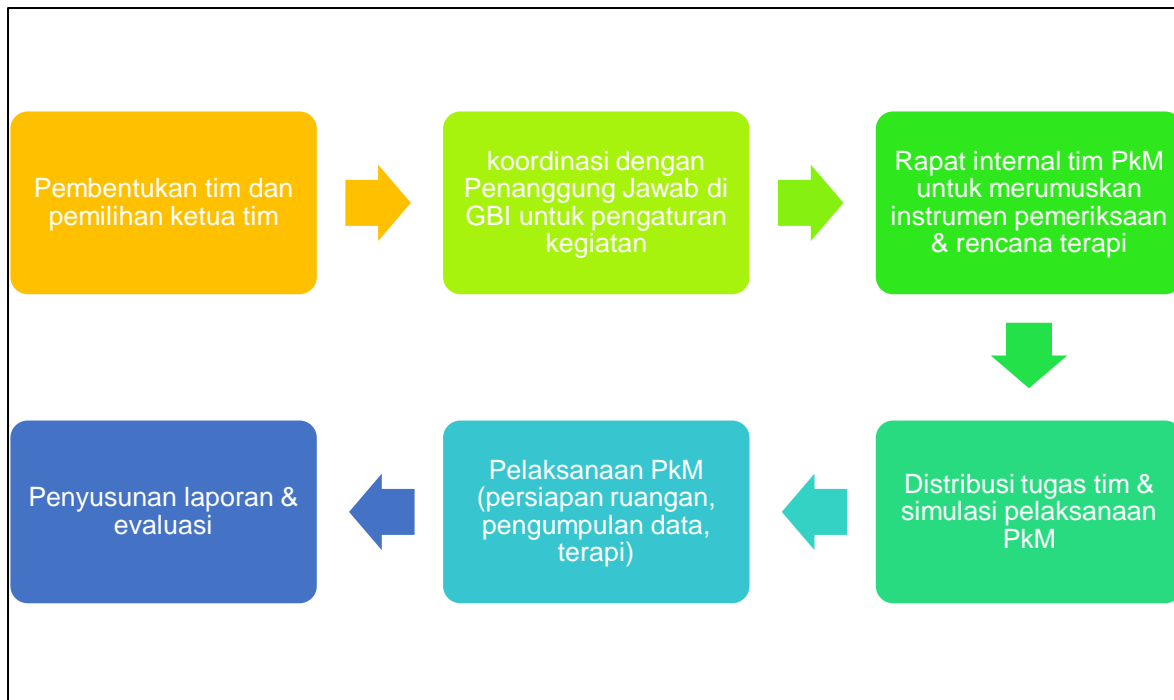 Pembentukan tim dan
pemilihan ketua tim
koordinasi dengan
Penanggung Jawab di
GBI untuk pengaturan
kegiatan
Rapat internal tim PkM
untuk merumuskan
instrumen pemeriksaan
& rencana terapi
Distribusi tugas tim &
simulasi pelaksanaan
PkM
Pelaksanaan PkM
(persiapan ruangan,
pengumpulan data,
terapi)
Penyusunan laporan &
evaluasi